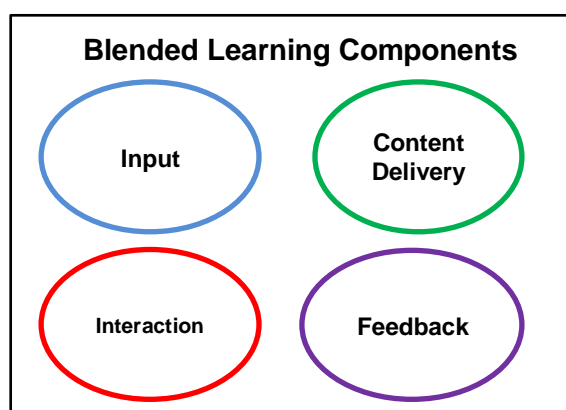 Blended Learning Components
Input
Content
Delivery
Interaction
Feedback